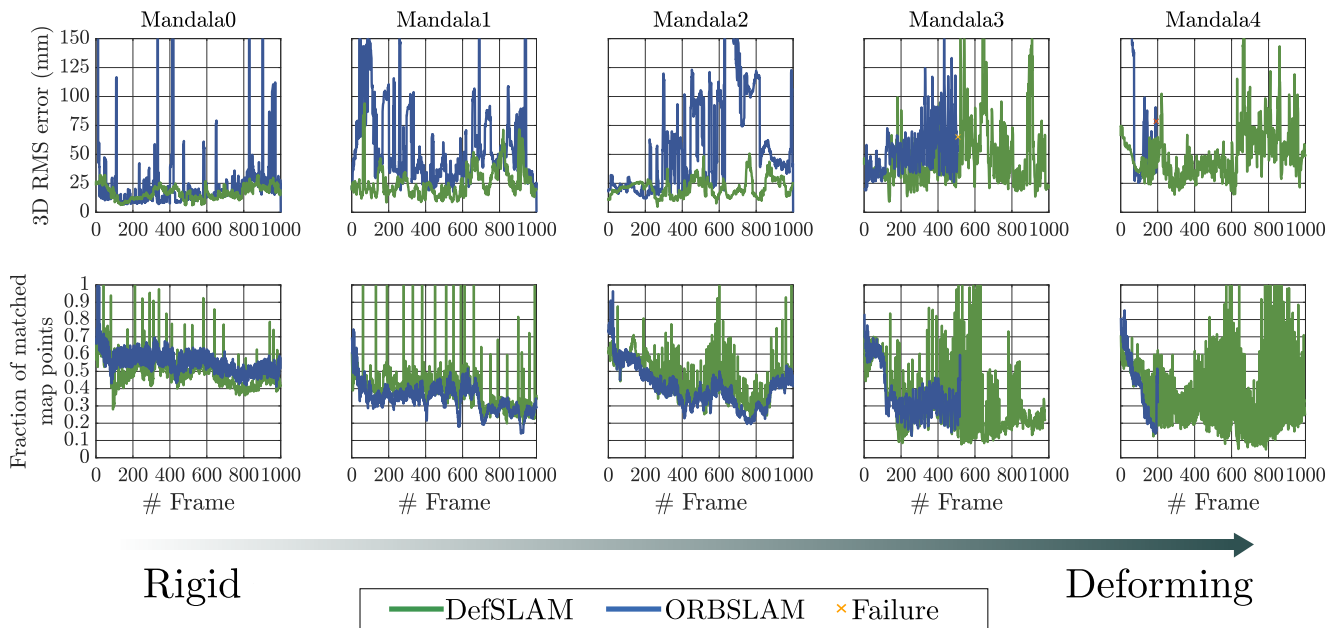 Mandala0 Mandala1 Mandala2 Mandala3 Mandala4
3D RMS error (mm)
150
125
100
75
50
25
0
0 200 400 600 800 1000 0 200 400 600 800 1000 0 200 400 600 800 1000 0 200 400 600 800 1000 0 200 400 600 800 1000
Fraction of matched
map points
1
0.9
0.8
0.7
0.6
0.5
0.4
0.3
0.2
0.1
0
0 200 400 600 800 1000 0 200 400 600 800 1000 0 200 400 600 800 1000 0 200 400 600 800 1000 0 200 400 600 800 1000
# Frame # Frame # Frame # Frame # Frame
Rigid Deforming
DefSLAM ORBSLAM × Failure